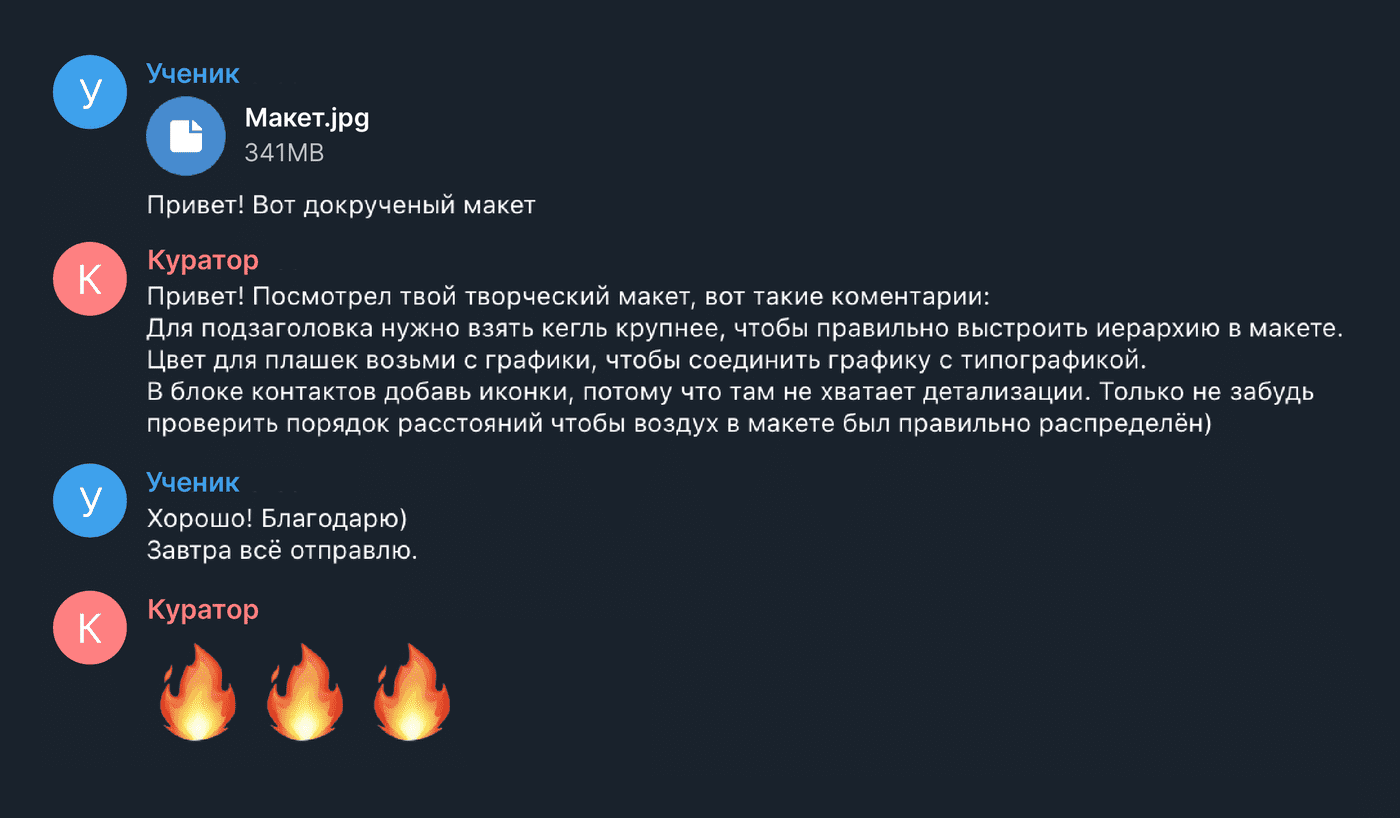 У
Ученик
Макет.jpg
341MB
Привет! Вот докрученый макет
К
Куратор
Привет! Посмотрел твой творческий макет, вот такие коментарии:
Для подзаголовка нужно взять кегль крупнее, чтобы правильно выстроить иерархию в макете.
Цвет для плашек возьми с графики, чтобы соединить графику с типографикой.
В блоке контактов добавь иконки, потому что там не хватает детализации. Только не забудь
проверить порядок расстояний чтобы воздух в макете был правильно распределён)
У
Ученик
Хорошо! Благодарю)
Завтра всё отправлю.
К
Куратор